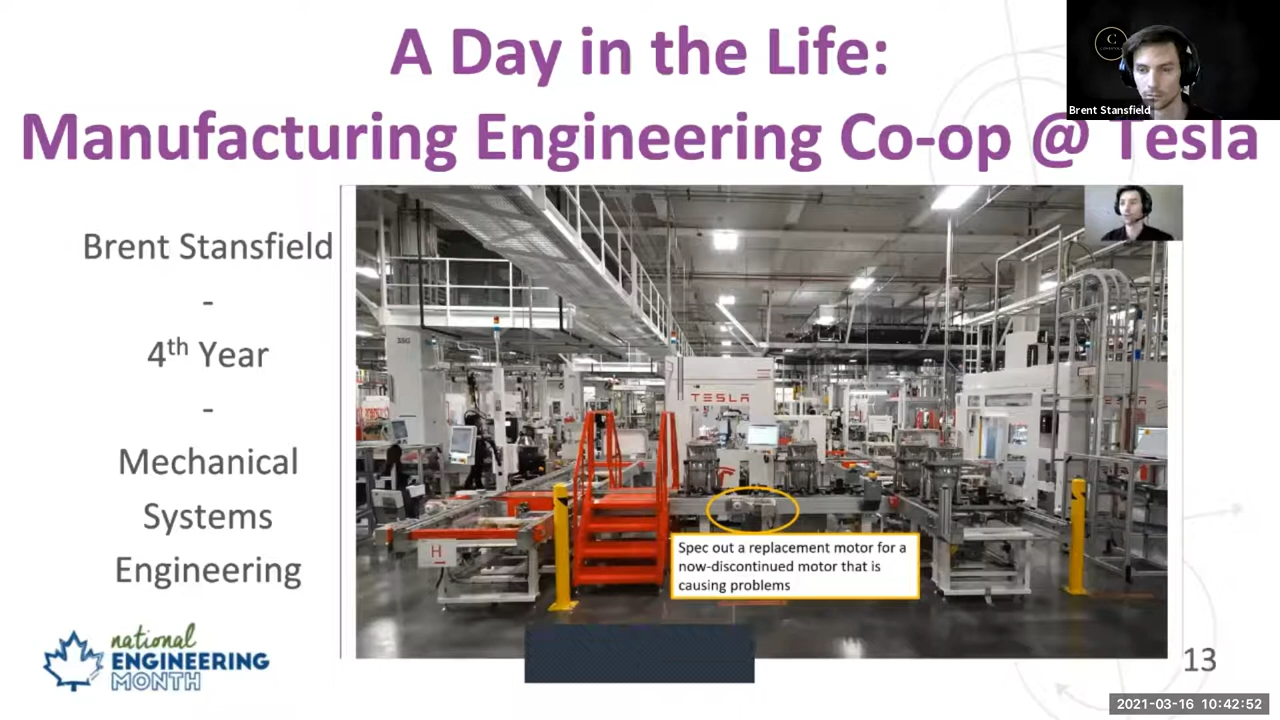 A Day in the Life:
Manufacturing Engineering Co-op @ Tesla
Brent Stansfield
Brent Stansfield
-
4th Year
-
Mechanical
Systems
Engineering
TESLA
H
Spec out a replacement motor for a
now-discontinued motor that is
causing problems
national
ENGINEERING
MONTH
13
2021-03-16 10:42:52